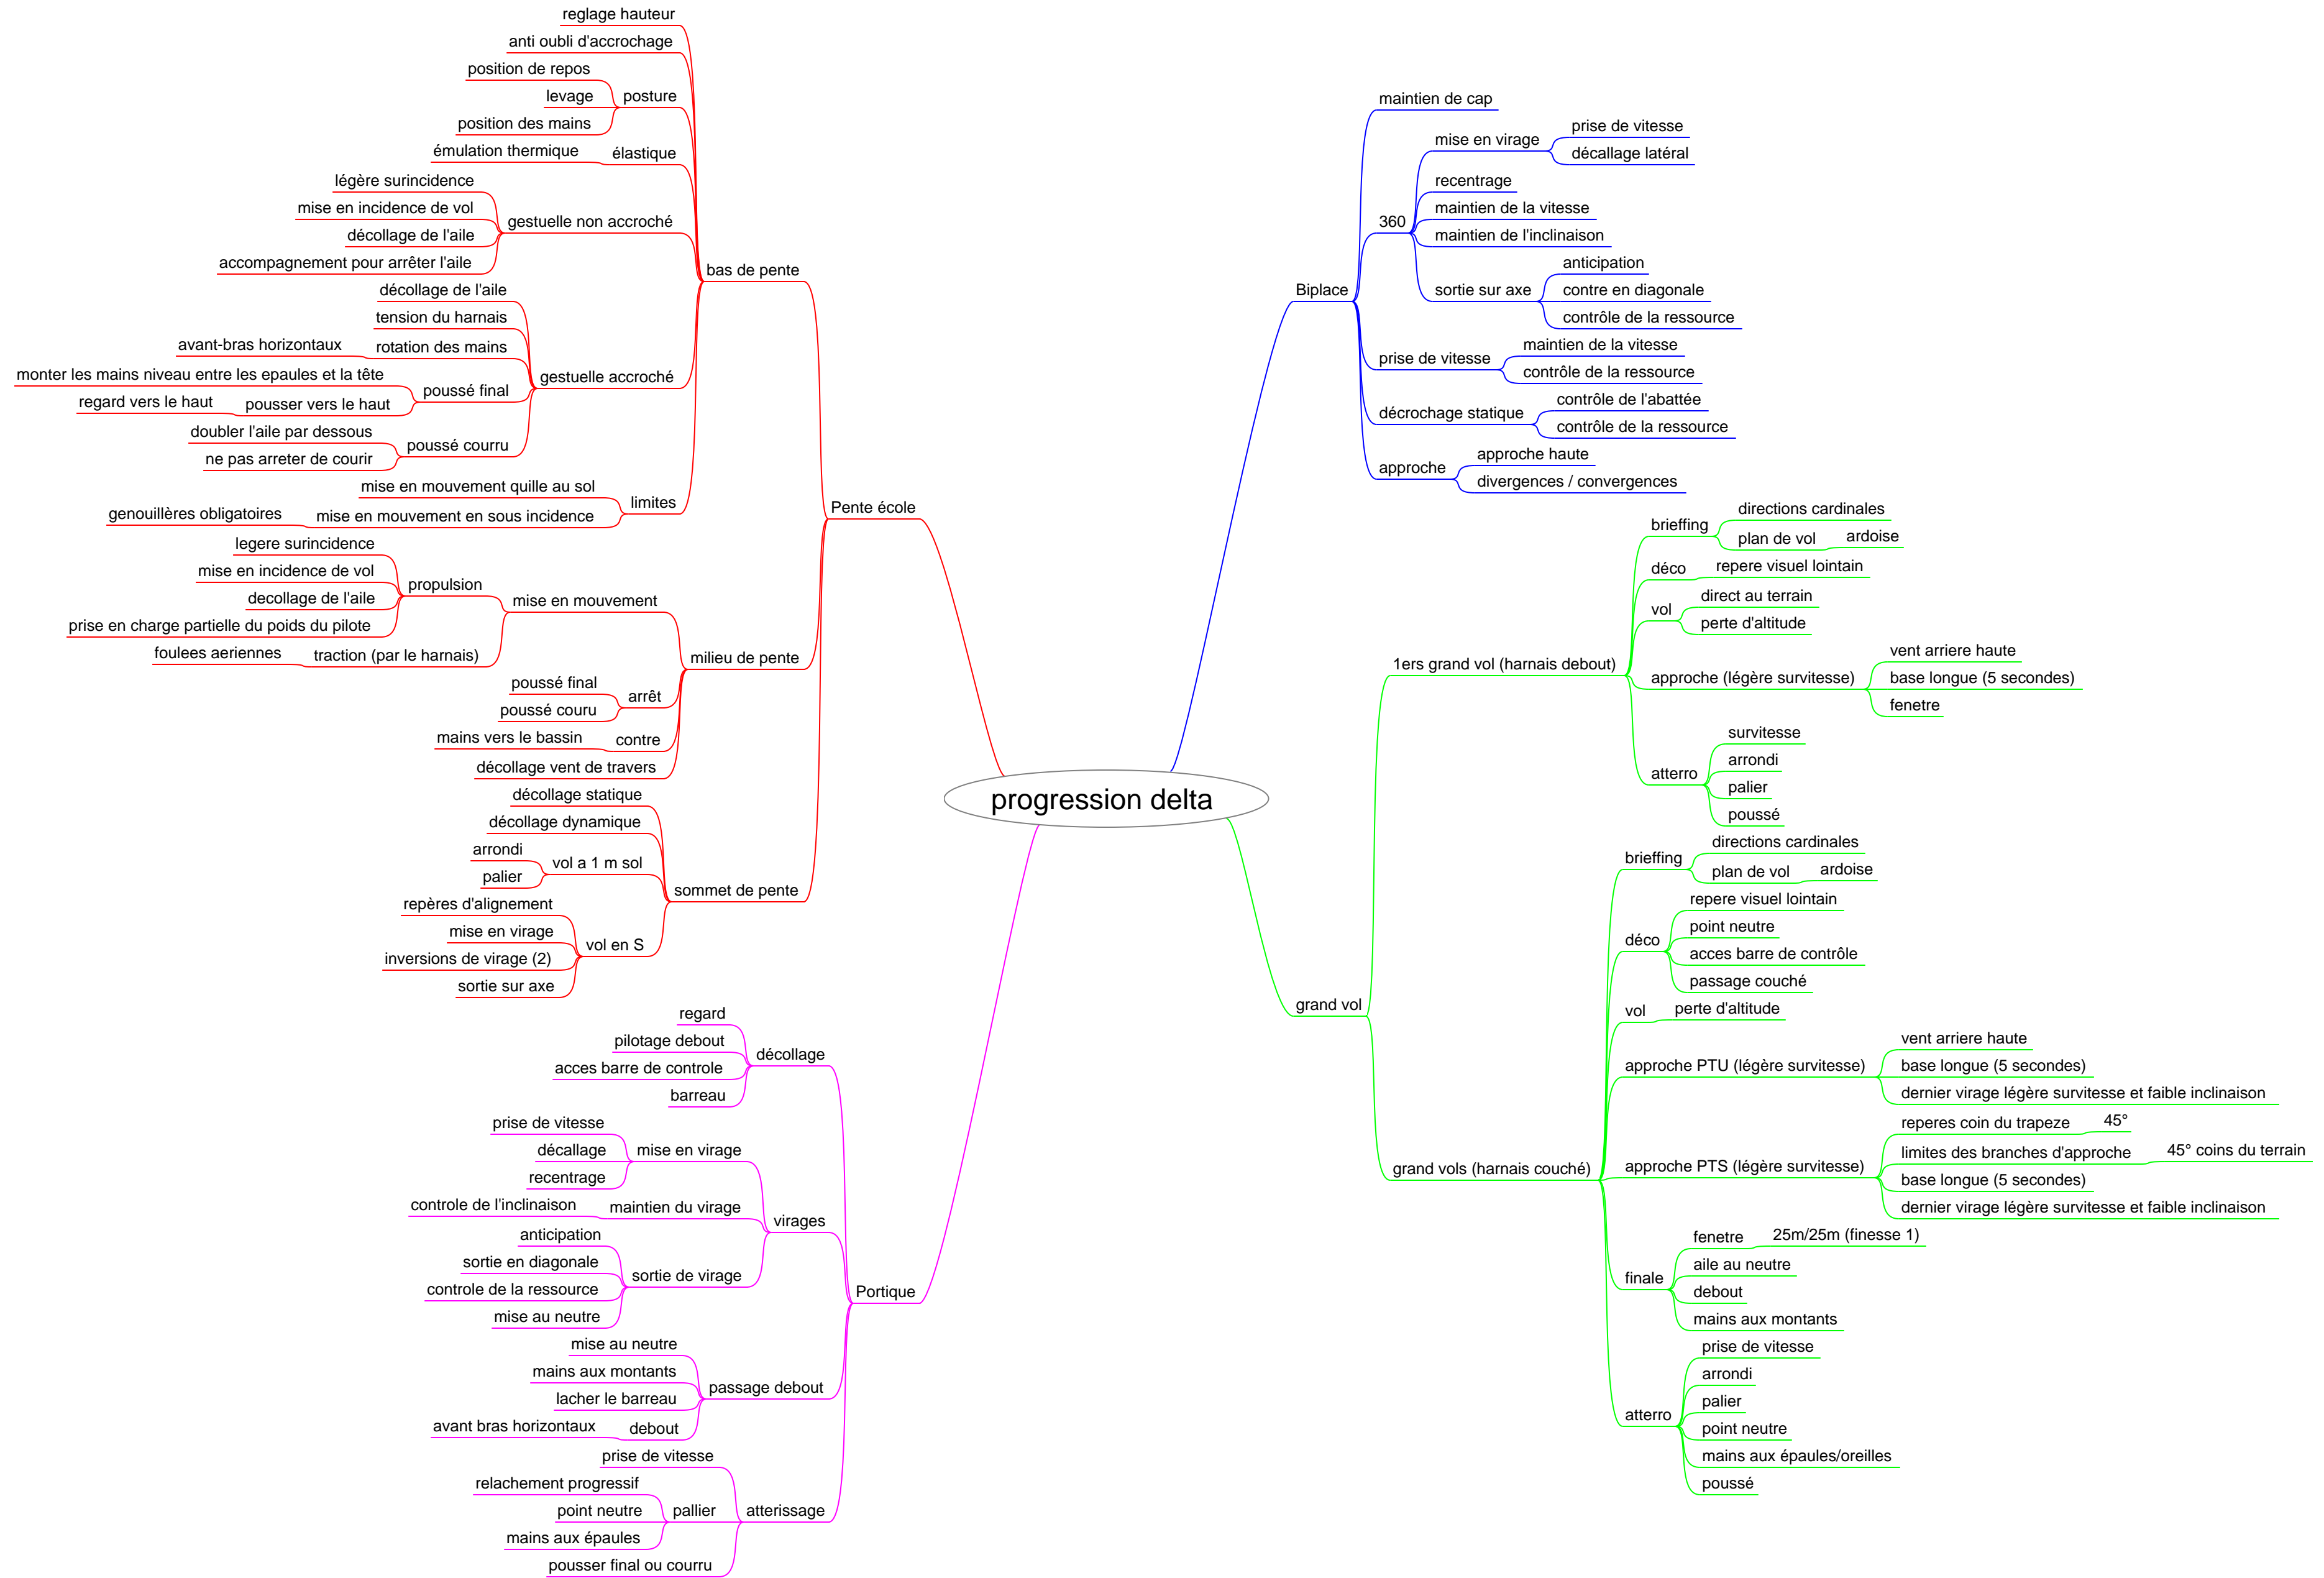 progression delta
Pente école
bas de pente
reglage hauteur
anti oubli d'accrochage
posture
position de repos
levage
position des mains
élastique
émulation thermique
gestuelle non accroché
légère surincidence
mise en incidence de vol
décollage de l'aile
accompagnement pour arrêter l'aile
gestuelle accroché
décollage de l'aile
tension du harnais
rotation des mains
avant-bras horizontaux
poussé final
monter les mains niveau entre les epaules et la tête
pousser vers le haut
regard vers le haut
poussé courru
doubler l'aile par dessous
ne pas arreter de courir
limites
mise en mouvement quille au sol
mise en mouvement en sous incidence
genouillères obligatoires
milieu de pente
mise en mouvement
propulsion
legere surincidence
mise en incidence de vol
decollage de l'aile
prise en charge partielle du poids du pilote
traction (par le harnais)
foulees aeriennes
arrêt
poussé final
poussé couru
contre
mains vers le bassin
décollage vent de travers
sommet de pente
décollage statique
décollage dynamique
vol a 1 m sol
arrondi
palier
vol en S
repères d'alignement
mise en virage
inversions de virage (2)
sortie sur axe
Portique
décollage
regard
pilotage debout
acces barre de controle
barreau
virages
mise en virage
prise de vitesse
décallage
recentrage
maintien du virage
controle de l'inclinaison
sortie de virage
anticipation
sortie en diagonale
controle de la ressource
mise au neutre
passage debout
mise au neutre
mains aux montants
lacher le barreau
debout
avant bras horizontaux
atterissage
prise de vitesse
pallier
relachement progressif
point neutre
mains aux épaules
pousser final ou courru
Biplace
maintien de cap
360
mise en virage
prise de vitesse
décallage latéral
recentrage
maintien de la vitesse
maintien de l'inclinaison
sortie sur axe
anticipation
contre en diagonale
contrôle de la ressource
prise de vitesse
maintien de la vitesse
contrôle de la ressource
décrochage statique
contrôle de l'abattée
contrôle de la ressource
approche
approche haute
divergences / convergences
grand vol
1ers grand vol (harnais debout)
brieffing
directions cardinales
plan de vol
ardoise
déco
repere visuel lointain
vol
direct au terrain
perte d'altitude
approche (légère survitesse)
vent arriere haute
base longue (5 secondes)
fenetre
atterro
survitesse
arrondi
palier
poussé
grand vols (harnais couché)
brieffing
directions cardinales
plan de vol
ardoise
déco
repere visuel lointain
point neutre
acces barre de contrôle
passage couché
vol
perte d'altitude
approche PTU (légère survitesse)
vent arriere haute
base longue (5 secondes)
dernier virage légère survitesse et faible inclinaison
approche PTS (légère survitesse)
reperes coin du trapeze
45°
limites des branches d'approche
45° coins du terrain
base longue (5 secondes)
dernier virage légère survitesse et faible inclinaison
finale
fenetre
25m/25m (finesse 1)
aile au neutre
debout
mains aux montants
atterro
prise de vitesse
arrondi
palier
point neutre
mains aux épaules/oreilles
poussé